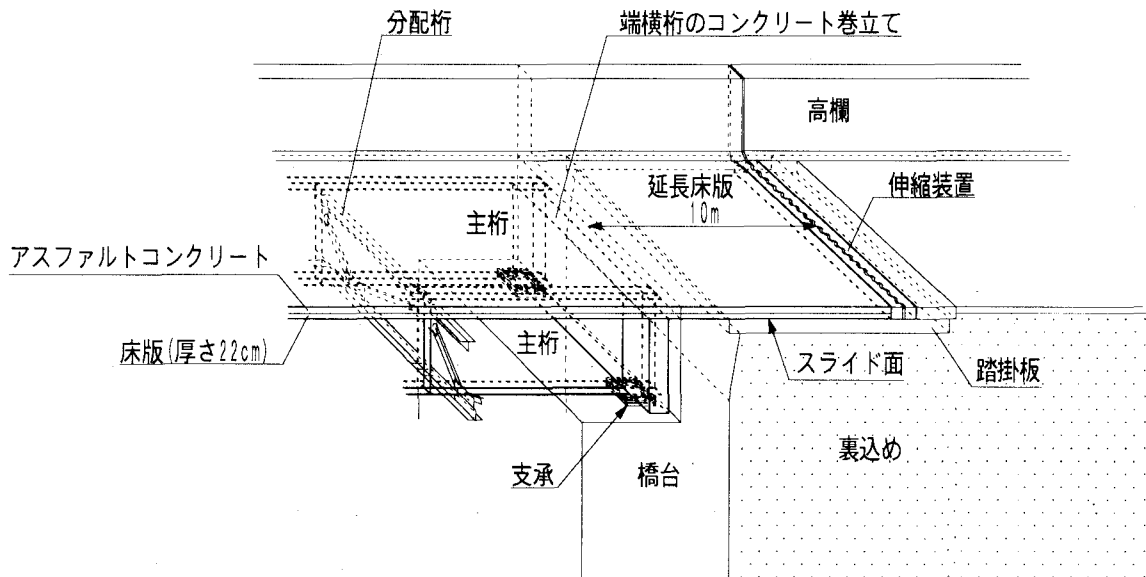 分配桁
端横桁のコンクリート巻立て
高欄
延長床版
10m
伸縮装置
主桁
アスファルトコンクリート
床版(厚さ22cm)
主桁
スライド面
踏掛板
支承
橋台
裏込め